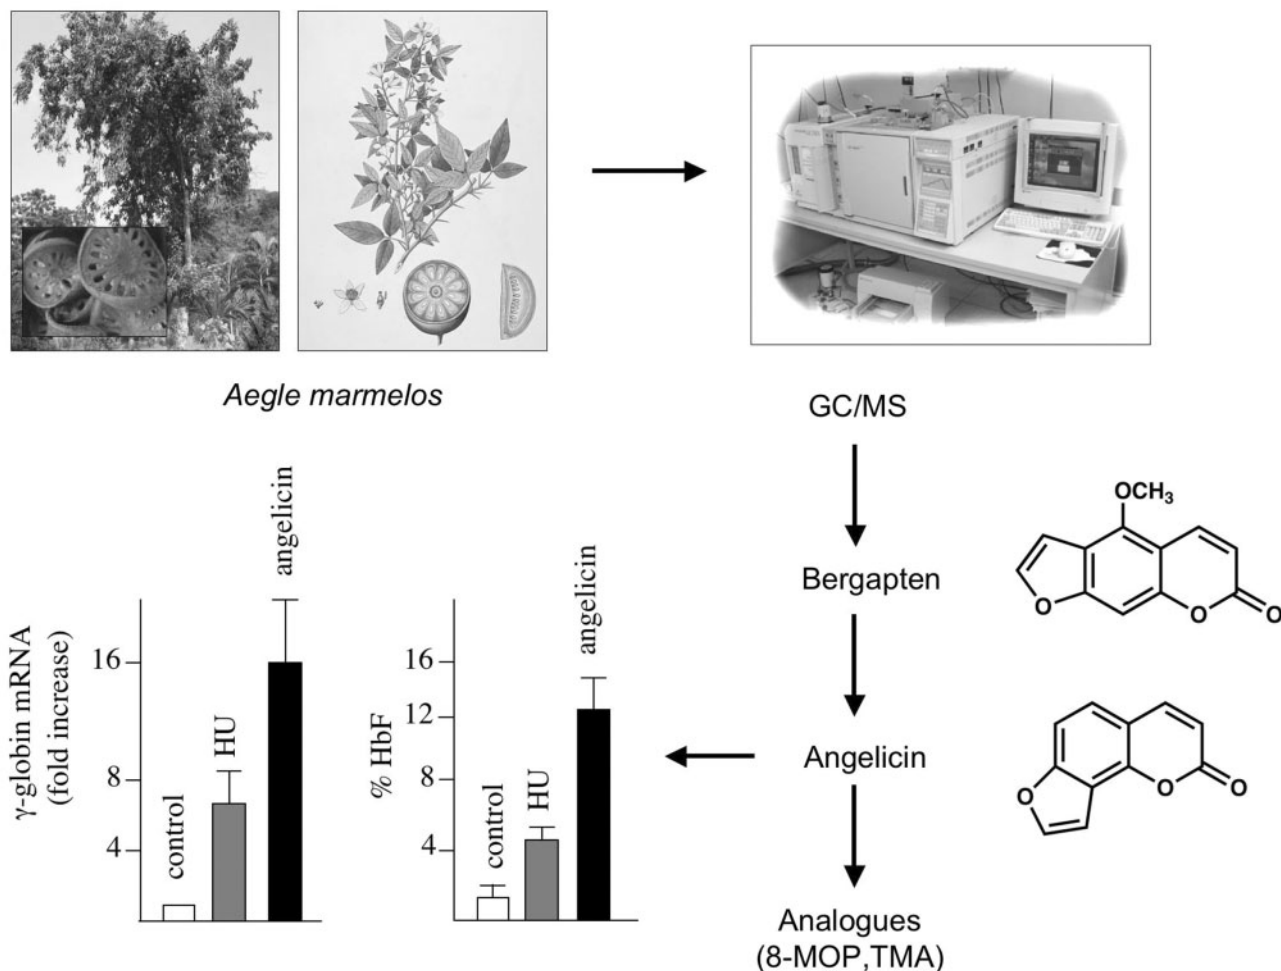 Aegle marmelos
GC/MS
Bergapten
Angelicin
Analogues
(8-MOP,TMA)
OCH₃
O
O
O
O
O
O
γ-globin mRNA
(fold increase)
16
8
4
control
HU
angelicin
% HbF
16
12
8
4
control
HU
angelicin